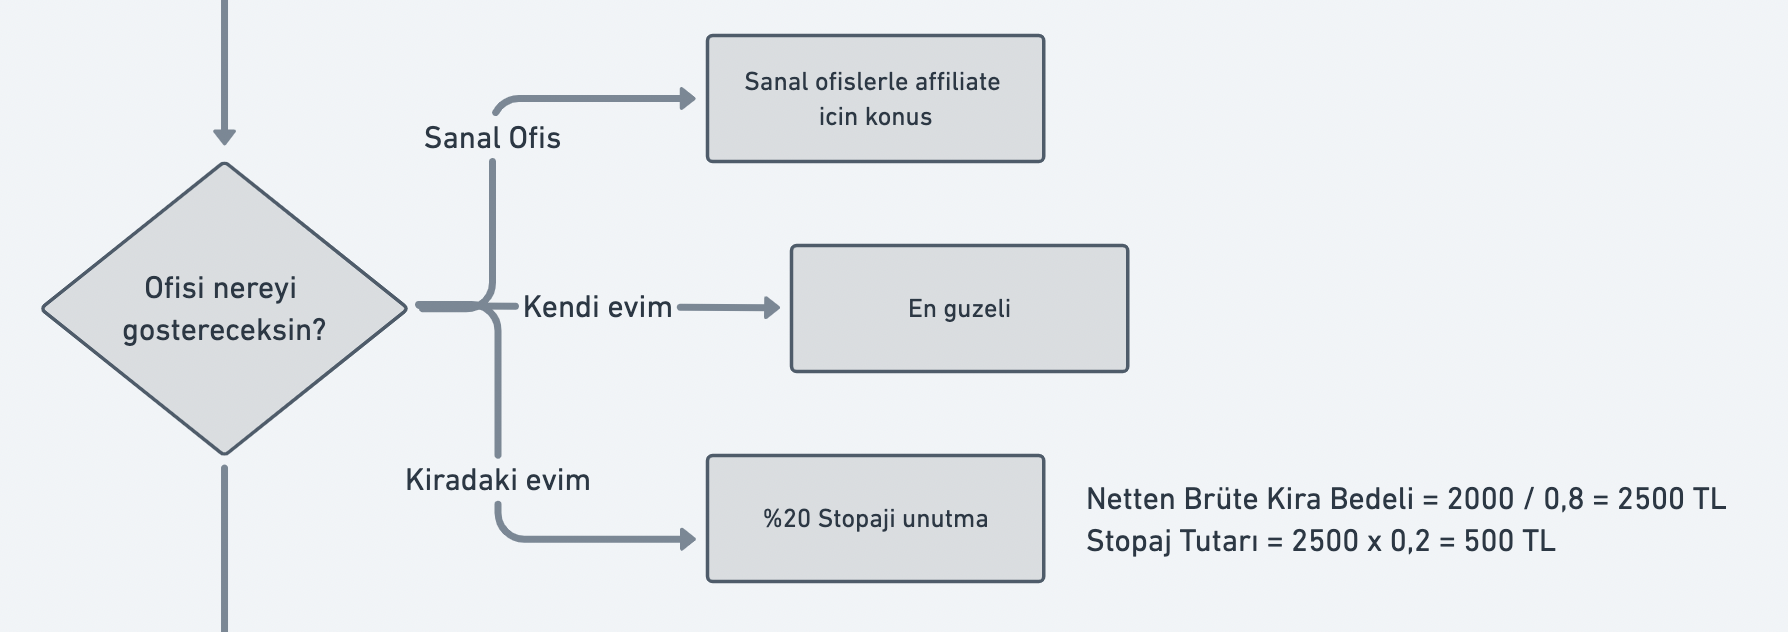 Sanal ofislerle affiliate
icin konus
Sanal Ofis
Ofisi nereyi
gostereceksin?
Kendi evim
En guzeli
Kiradaki evim
%20 Stopaji unutma
Netten Brüte Kira Bedeli = 2000 / 0,8 = 2500 TL
Stopaj Tutarı = 2500 x 0,2 = 500 TL